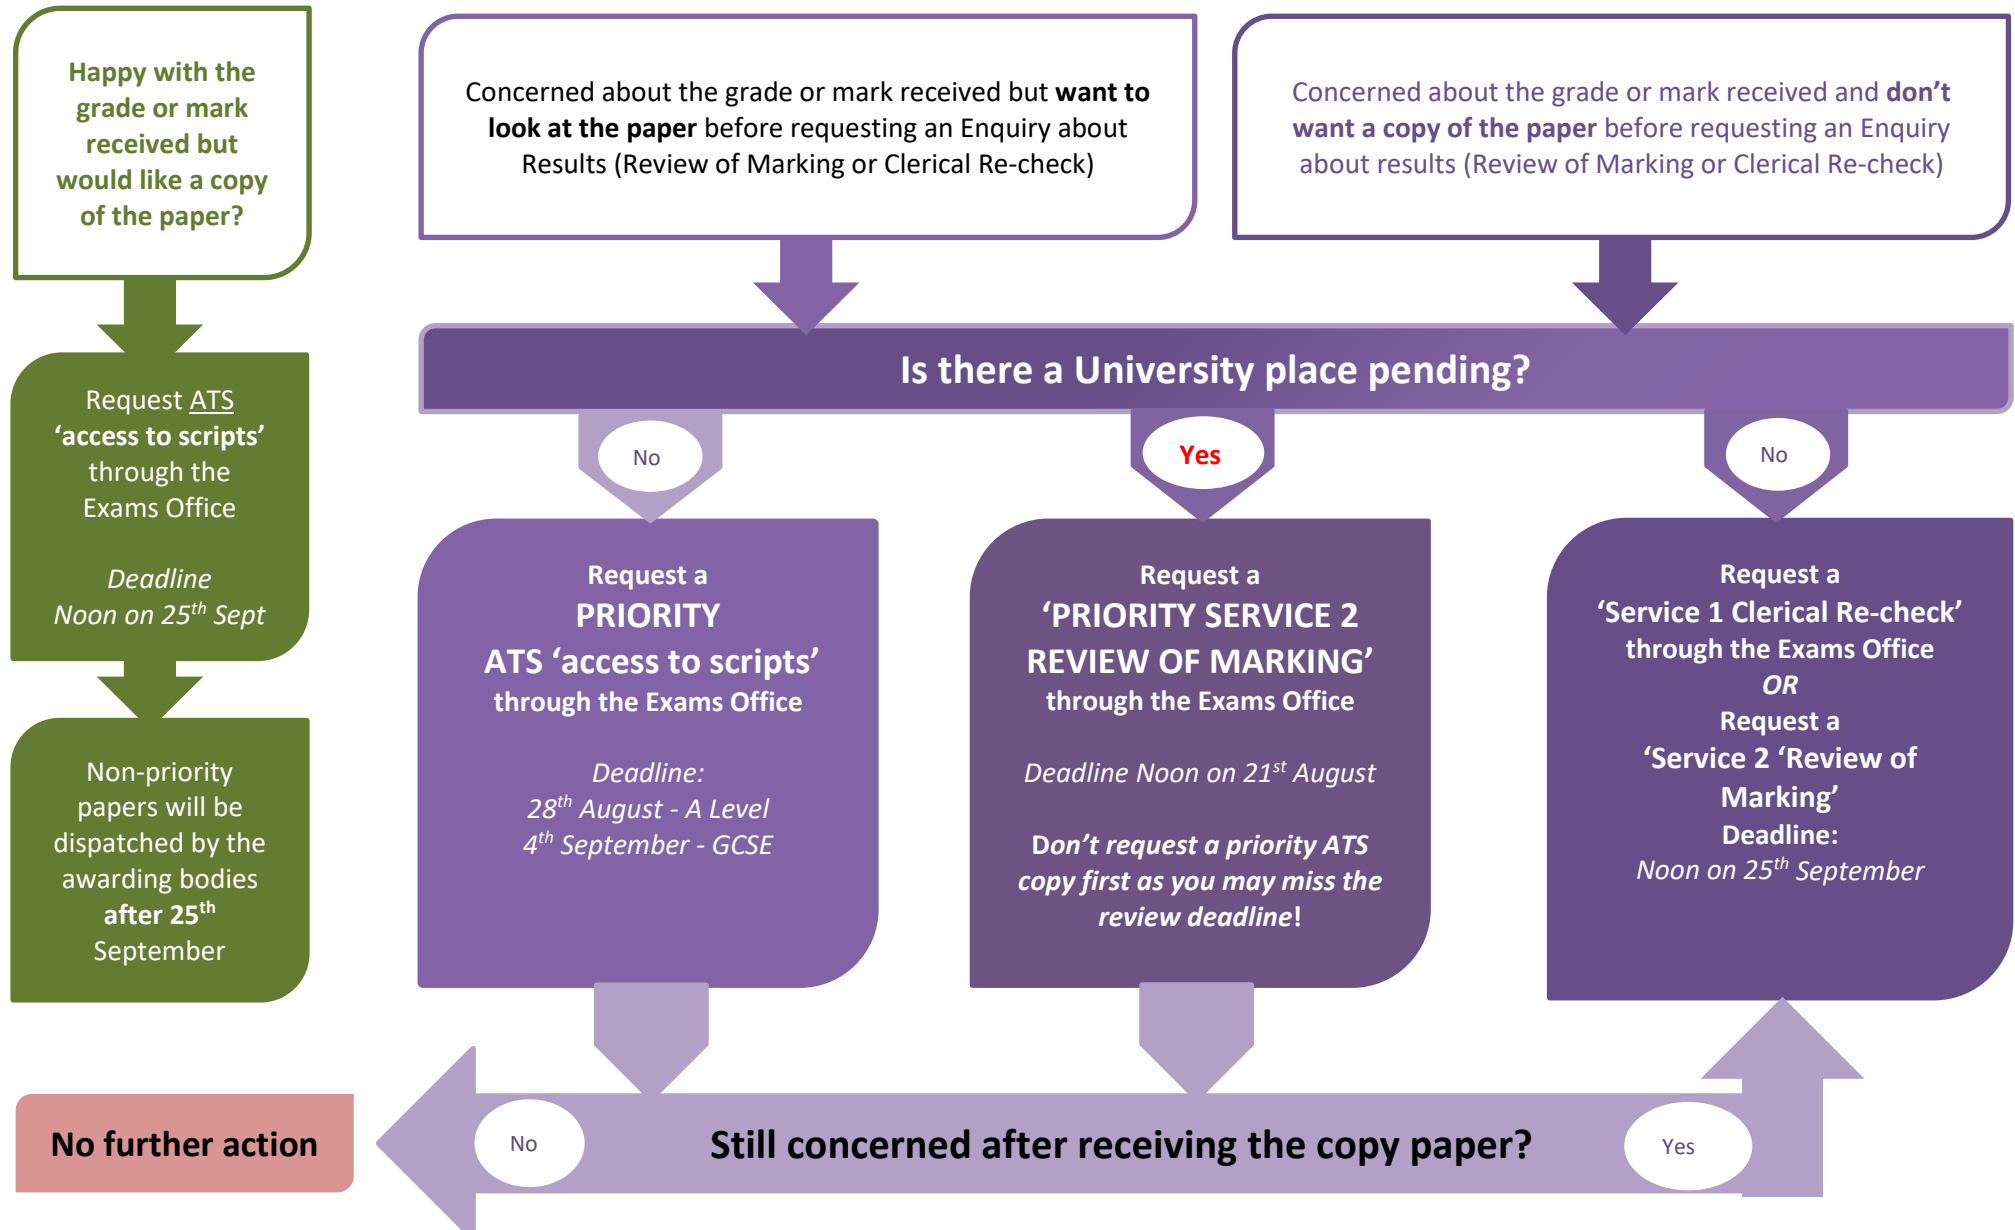 Happy with the
grade or mark
received but
would like a copy
of the paper?
Request ATS
‘access to scripts’
through the
Exams Office
Deadline
Noon on 25th Sept
Non-priority
papers will be
dispatched by the
awarding bodies
after 25th
September
Concerned about the grade or mark received but want to
look at the paper before requesting an Enquiry about
Results (Review of Marking or Clerical Re-check)
Concerned about the grade or mark received and don’t
want a copy of the paper before requesting an Enquiry
about results (Review of Marking or Clerical Re-check)
Is there a University place pending?
No
Yes
No
Request a
PRIORITY
ATS ‘access to scripts’
through the Exams Office
Deadline:
28th August - A Level
4th September - GCSE
Request a
‘PRIORITY SERVICE 2
REVIEW OF MARKING’
through the Exams Office
Deadline Noon on 21st August
Don’t request a priority ATS
copy first as you may miss the
review deadline!
Request a
‘Service 1 Clerical Re-check’
through the Exams Office
OR
Request a
‘Service 2 ‘Review of
Marking’
Deadline:
Noon on 25th September
No further action
No
Still concerned after receiving the copy paper?
Yes